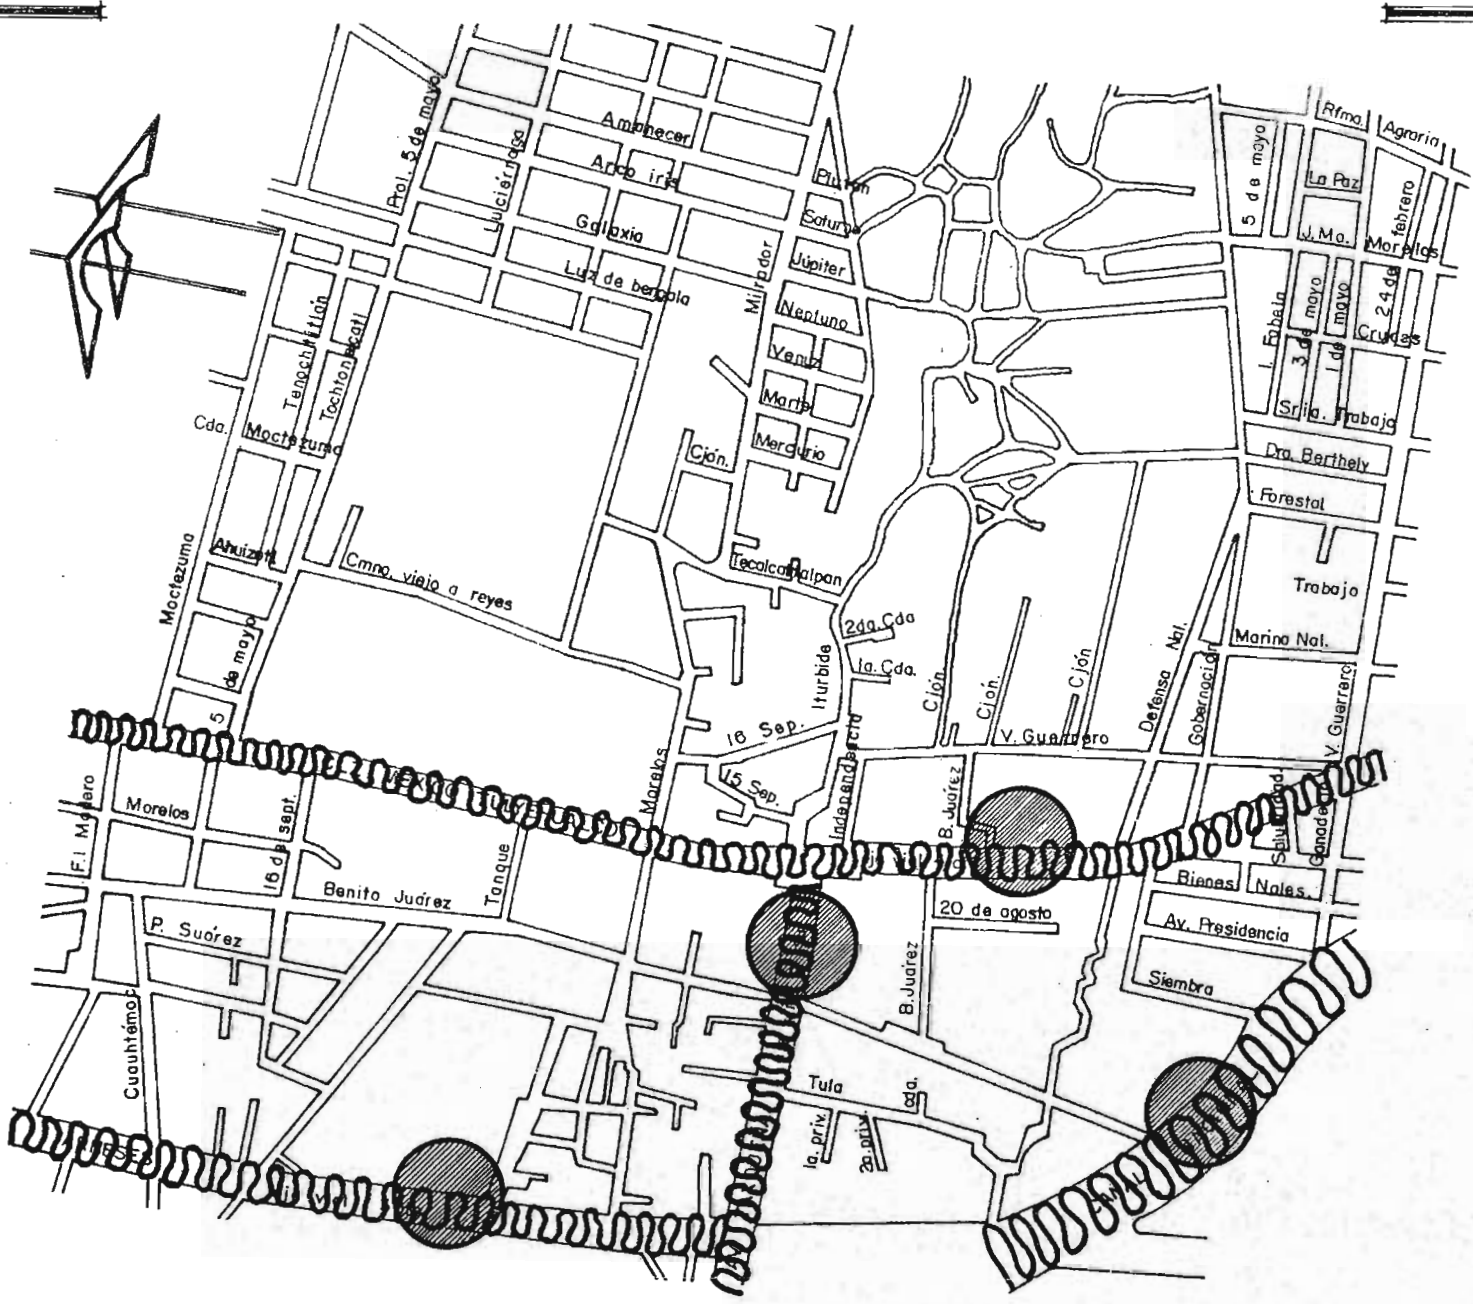 Rfma. Agraria
Prol. 5 de mayo
Luciérnaga
Amanecer
Arco iris
Plutón
5 de mayo
La Paz
24 de febrero
Saturno
Galaxia
J. Ma. Morelos
Júpiter
Luz de bengala
Mirador
Neptuno
I. Fabela
3 de mayo
1 de mayo
Cruces
Tenochtitlán
Tochtonecatl
Venuz
Marte
Sría. Trabajo
Cda. Moctezuma
Mercurio
Cjón.
Dra. Berthely
Forestal
Moctezuma
Ahuizotl
Cmno. viejo a reyes
Tecalcatlalpan
Trabajo
2da. Cda
Marina Nal.
5 de mayo
Iturbide
1a. Cda.
Cjón.
Cjón.
Cjón
Defensa Nal.
Gobernación
V. Guerrero
16 Sep.
V. Guerrero
15 Sep.
Independencia
Morelos
B. Juárez
F. I. Madero
Morelos
16 de sept.
Salubridad
Tanque
Benito Juárez
Bienes Nales.
20 de agosto
P. Suárez
Av. Presidencia
B. Juárez
Siembra
Cuauhtémoc
Tula
cda.
1a. priv.
2a. priv.
CANAL